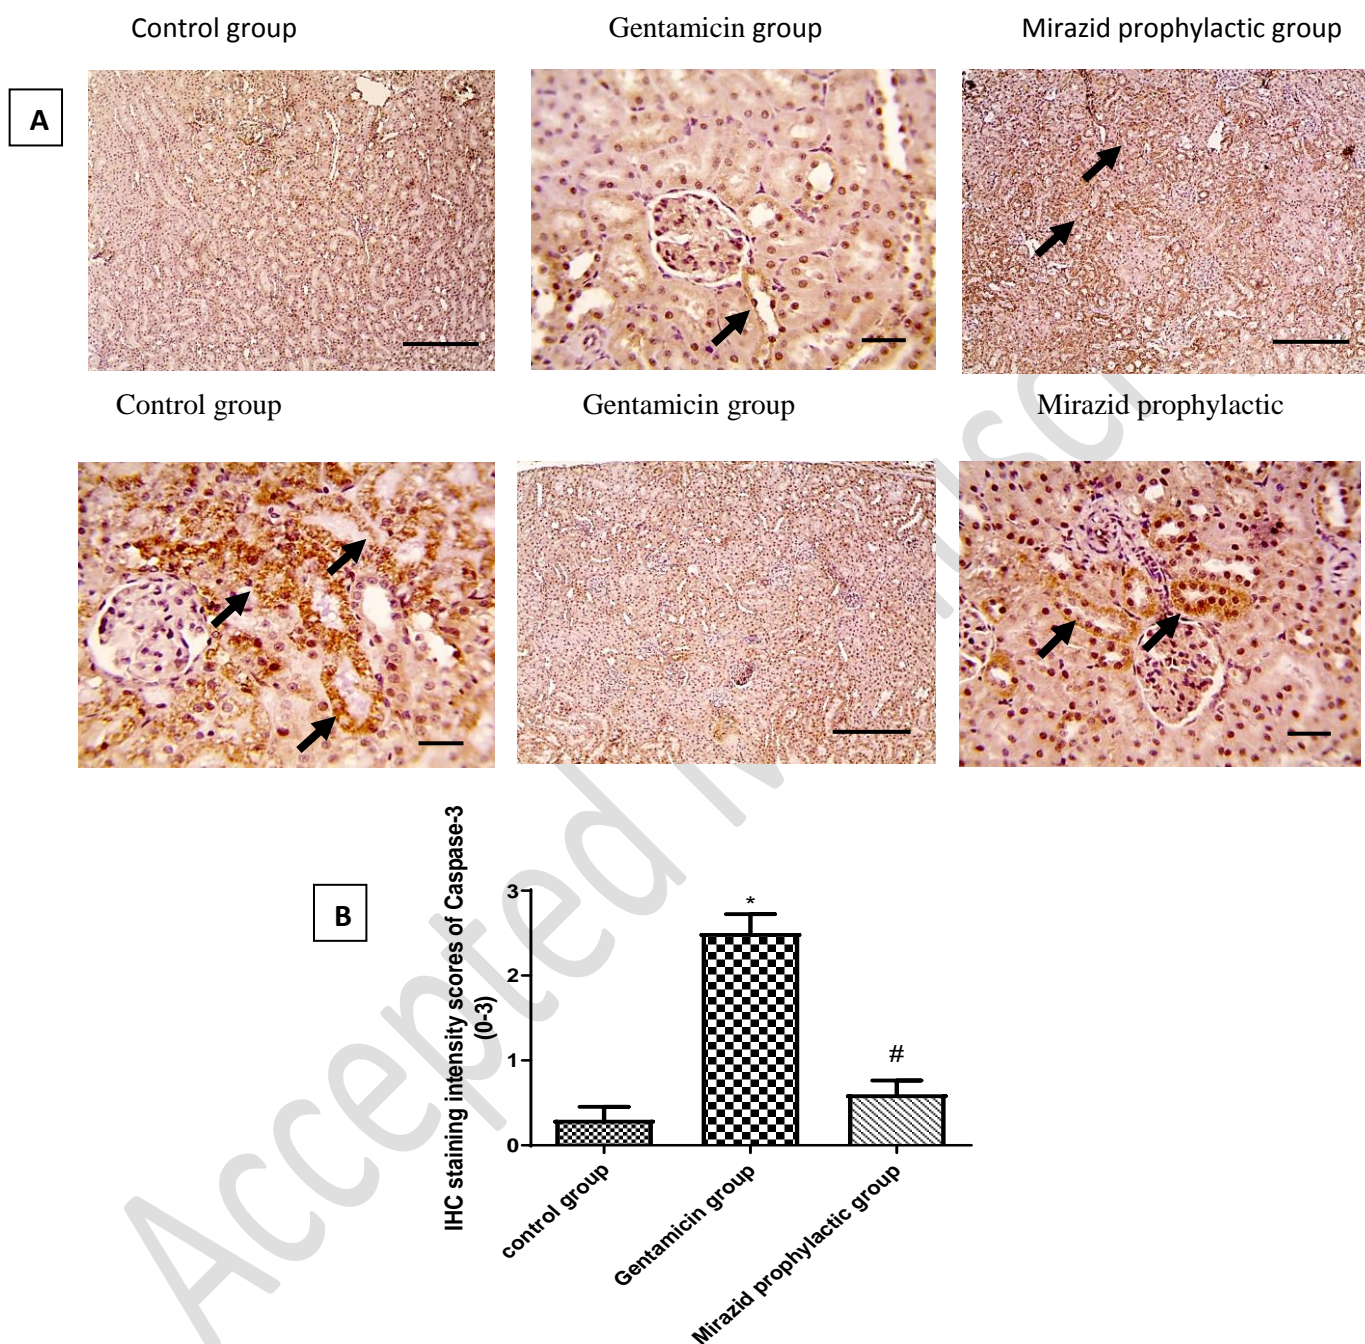 Control group
Gentamicin group
Mirazid prophylactic group
A
Control group
Gentamicin group
Mirazid prophylactic
B
IHC staining intensity scores of Caspase-3
(0-3)
3
2
1
0
*
#
control group
Gentamicin group
Mirazid prophylactic group
Accepted